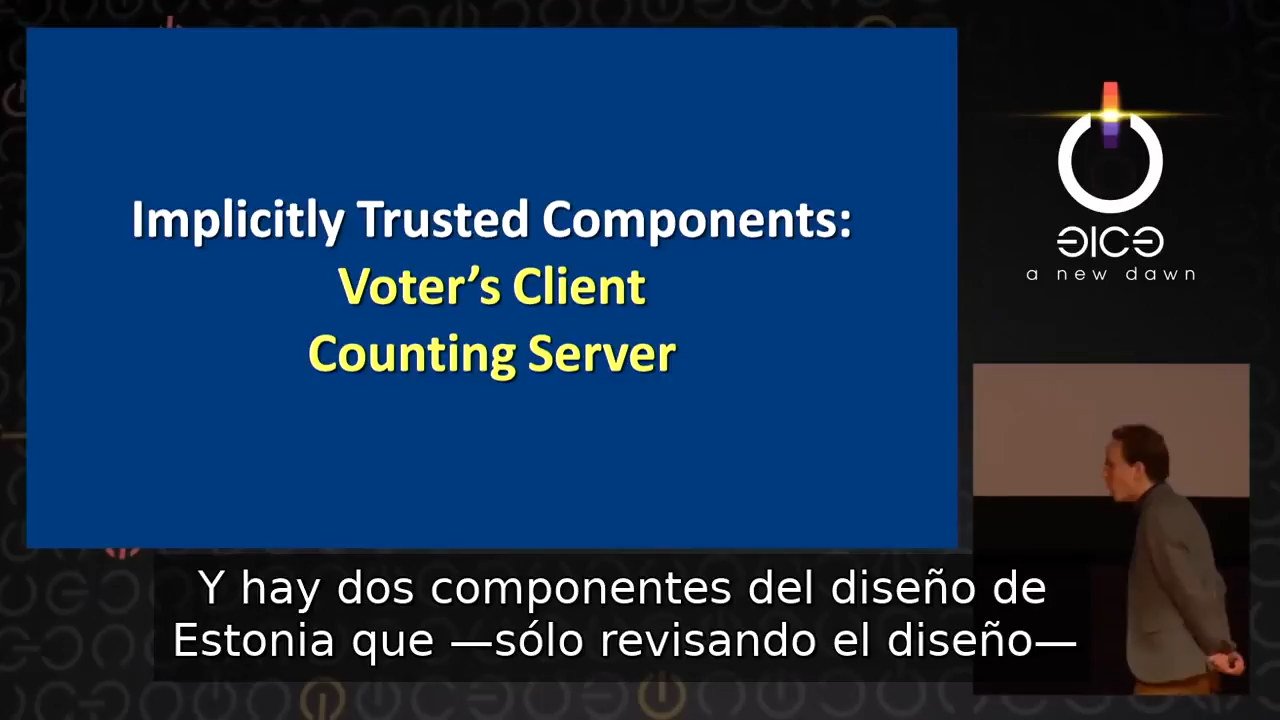 Implicitly Trusted Components:
Voter's Client
Counting Server
ƎICƏ
a new dawn
Y hay dos componentes del diseño de
Estonia que —sólo revisando el diseño—